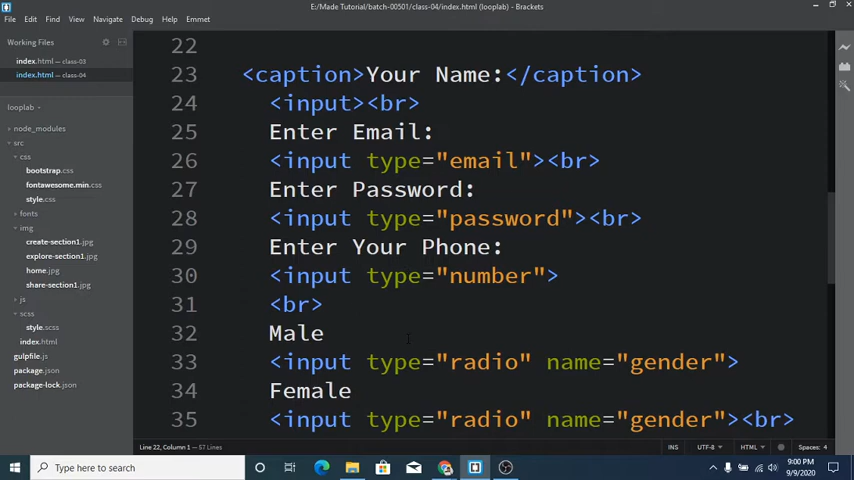 E:/Made Tutorial/batch-00501/class-04/index.html (looplab) - Brackets
File Edit Find View Navigate Debug Help Emmet
Working Files
index.html — class-03
index.html — class-04
looplab
node_modules
src
css
bootstrap.css
fontawesome.min.css
style.css
fonts
img
create-section1.jpg
explore-section1.jpg
home.jpg
share-section1.jpg
js
scss
style.scss
index.html
gulpfile.js
package.json
package-lock.json
22
23 <caption>Your Name:</caption>
24 <input><br>
25 Enter Email:
26 <input type="email"><br>
27 Enter Password:
28 <input type="password"><br>
29 Enter Your Phone:
30 <input type="number">
31 <br>
32 Male
33 <input type="radio" name="gender">
34 Female
35 <input type="radio" name="gender"><br>
Line 22, Column 1 — 57 Lines
INS UTF-8 HTML Spaces: 4
Type here to search
9:00 PM
9/9/2020